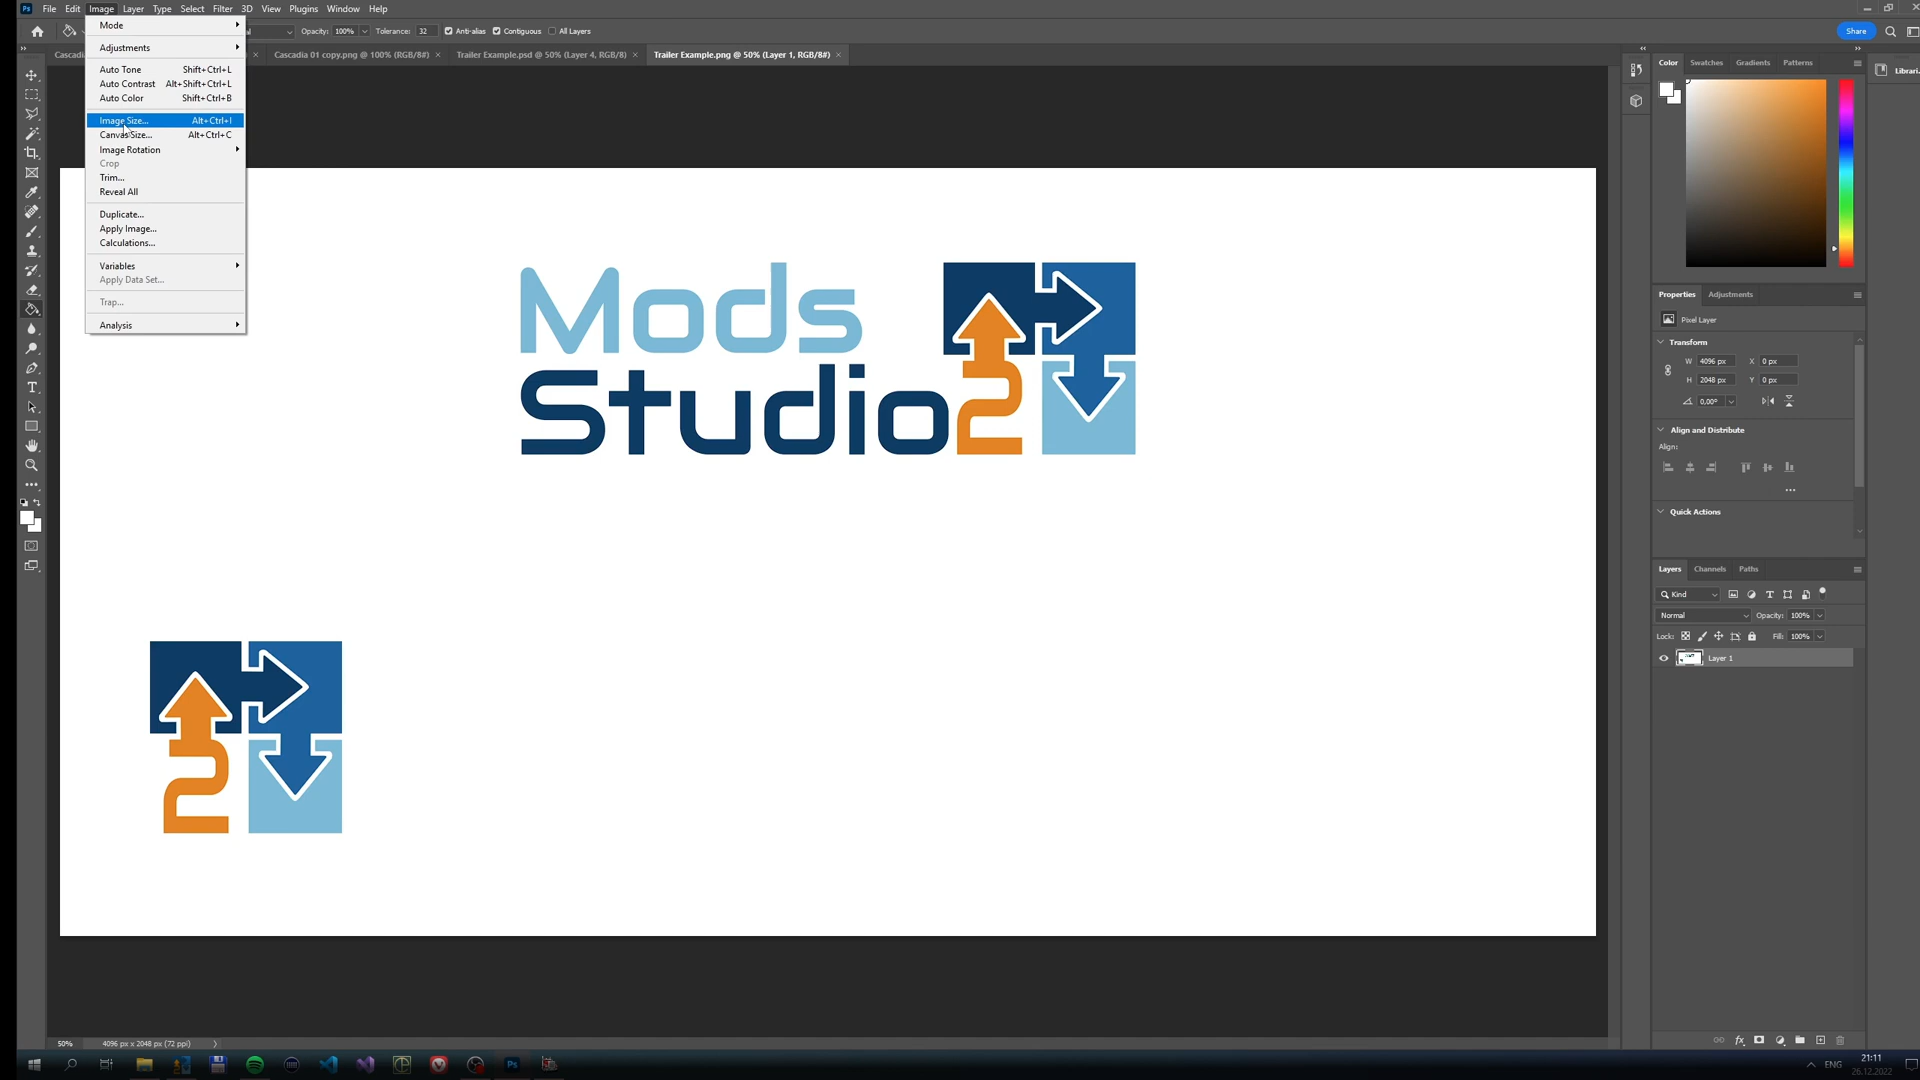 File Edit Image Layer Type Select Filter 3D View Plugins Window Help
Opacity: 100% Tolerance: 32 Anti-alias Contiguous All Layers
Share
Cascadia 01 copy.png @ 100% (RGB/8#) Trailer Example.psd @ 50% (Layer 4, RGB/8) Trailer Example.png @ 50% (Layer 1, RGB/8#)
Mode
Adjustments
Auto Tone Shift+Ctrl+L
Auto Contrast Alt+Shift+Ctrl+L
Auto Color Shift+Ctrl+B
Image Size... Alt+Ctrl+I
Canvas Size... Alt+Ctrl+C
Image Rotation
Crop
Trim...
Reveal All
Duplicate...
Apply Image...
Calculations...
Variables
Apply Data Set...
Trap...
Analysis
Mods
Studio2
2
Color Swatches Gradients Patterns
Librari...
Properties Adjustments
Pixel Layer
Transform
W 4096 px X 0 px
H 2048 px Y 0 px
0,00°
Align and Distribute
Align:
Quick Actions
Layers Channels Paths
Kind
Normal Opacity: 100%
Lock: Fill: 100%
Layer 1
50% 4096 px x 2048 px (72 ppi)
ENG
21:11
26.12.2022